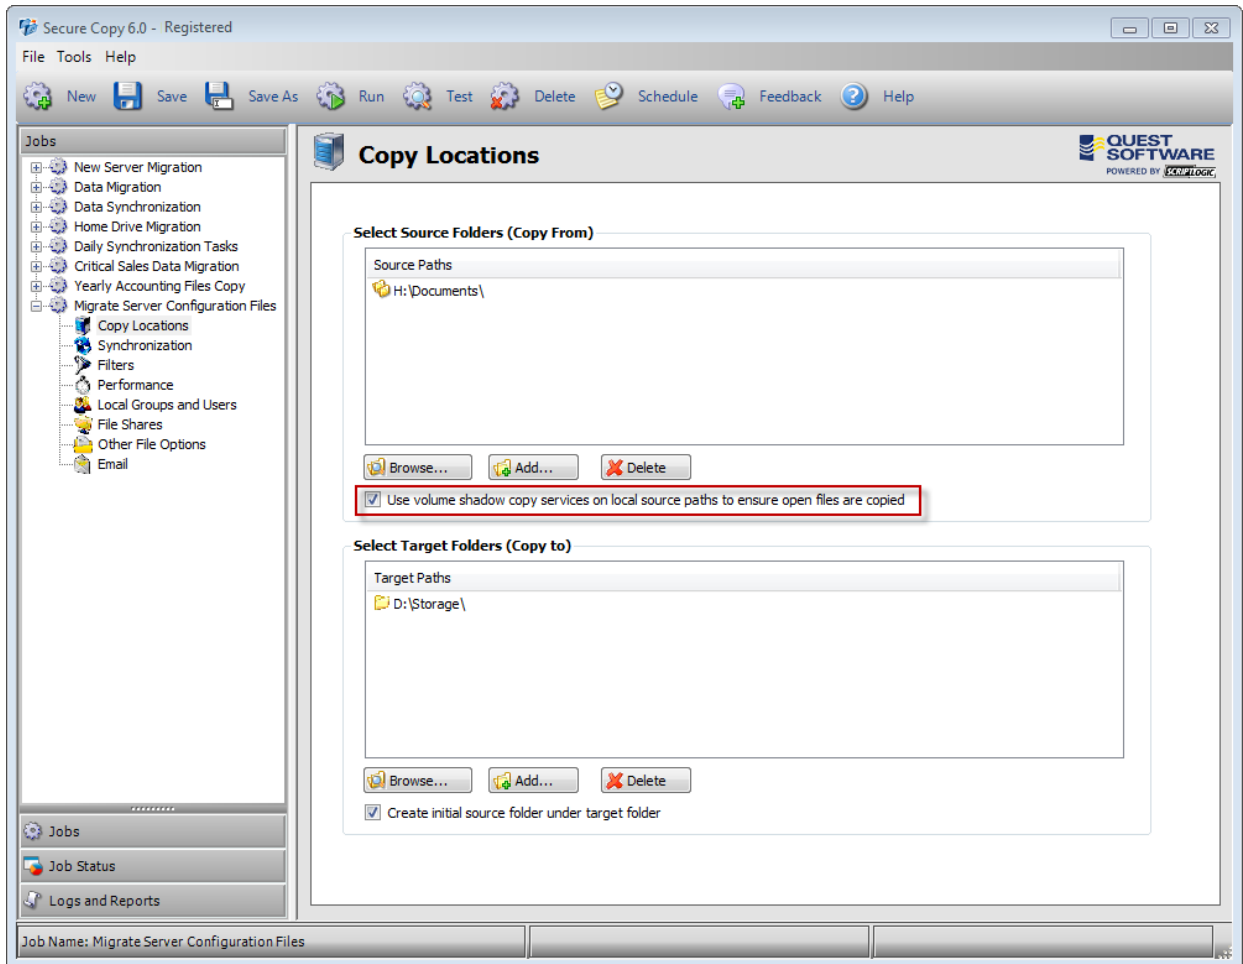 Secure Copy 6.0 - Registered
File Tools Help
New Save Save As Run Test Delete Schedule Feedback Help
Jobs
New Server Migration
Data Migration
Data Synchronization
Home Drive Migration
Daily Synchronization Tasks
Critical Sales Data Migration
Yearly Accounting Files Copy
Migrate Server Configuration Files
Copy Locations
Synchronization
Filters
Performance
Local Groups and Users
File Shares
Other File Options
Email
Jobs
Job Status
Logs and Reports
Copy Locations
QUEST
SOFTWARE
POWERED BY SCRIPTLOGIC
Select Source Folders (Copy From)
Source Paths
H:\Documents\
Browse... Add... Delete
Use volume shadow copy services on local source paths to ensure open files are copied
Select Target Folders (Copy to)
Target Paths
D:\Storage\
Browse... Add... Delete
Create initial source folder under target folder
Job Name: Migrate Server Configuration Files